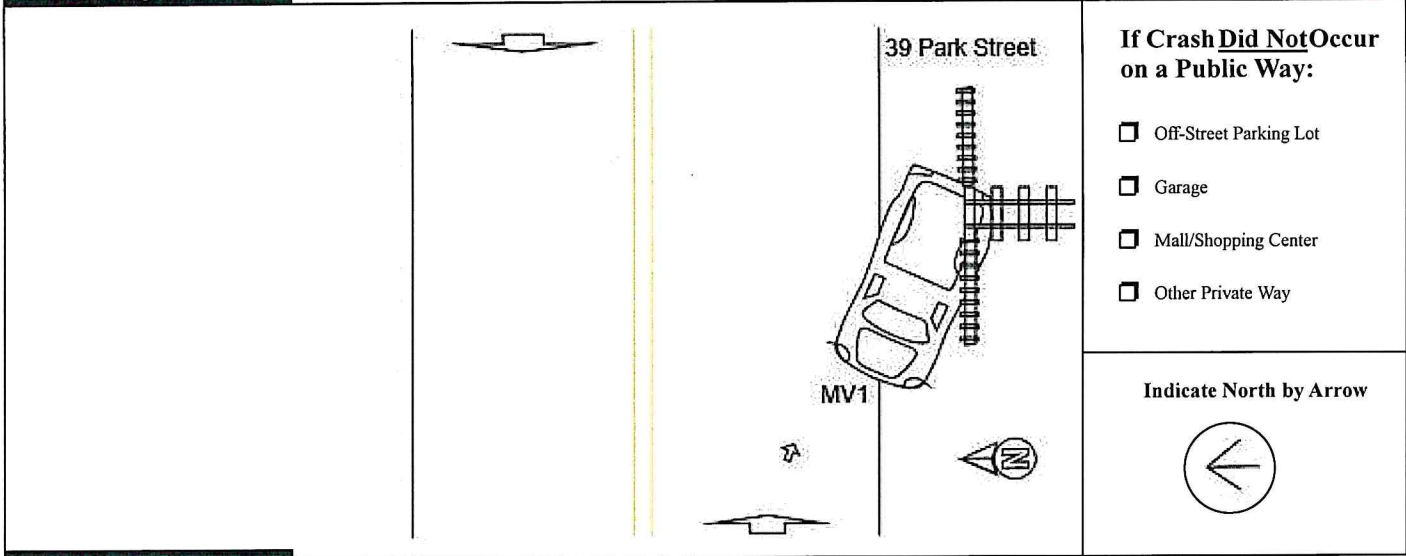 39 Park Street
MV1
N
If Crash Did Not Occur
on a Public Way:
Off-Street Parking Lot
Garage
Mall/Shopping Center
Other Private Way
Indicate North by Arrow